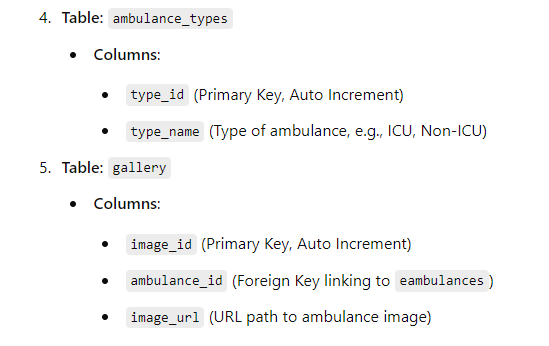 4. Table: ambulance_types
• Columns:
• type_id (Primary Key, Auto Increment)
• type_name (Type of ambulance, e.g., ICU, Non-ICU)
5. Table: gallery
• Columns:
• image_id (Primary Key, Auto Increment)
• ambulance_id (Foreign Key linking to eambulances)
• image_url (URL path to ambulance image)